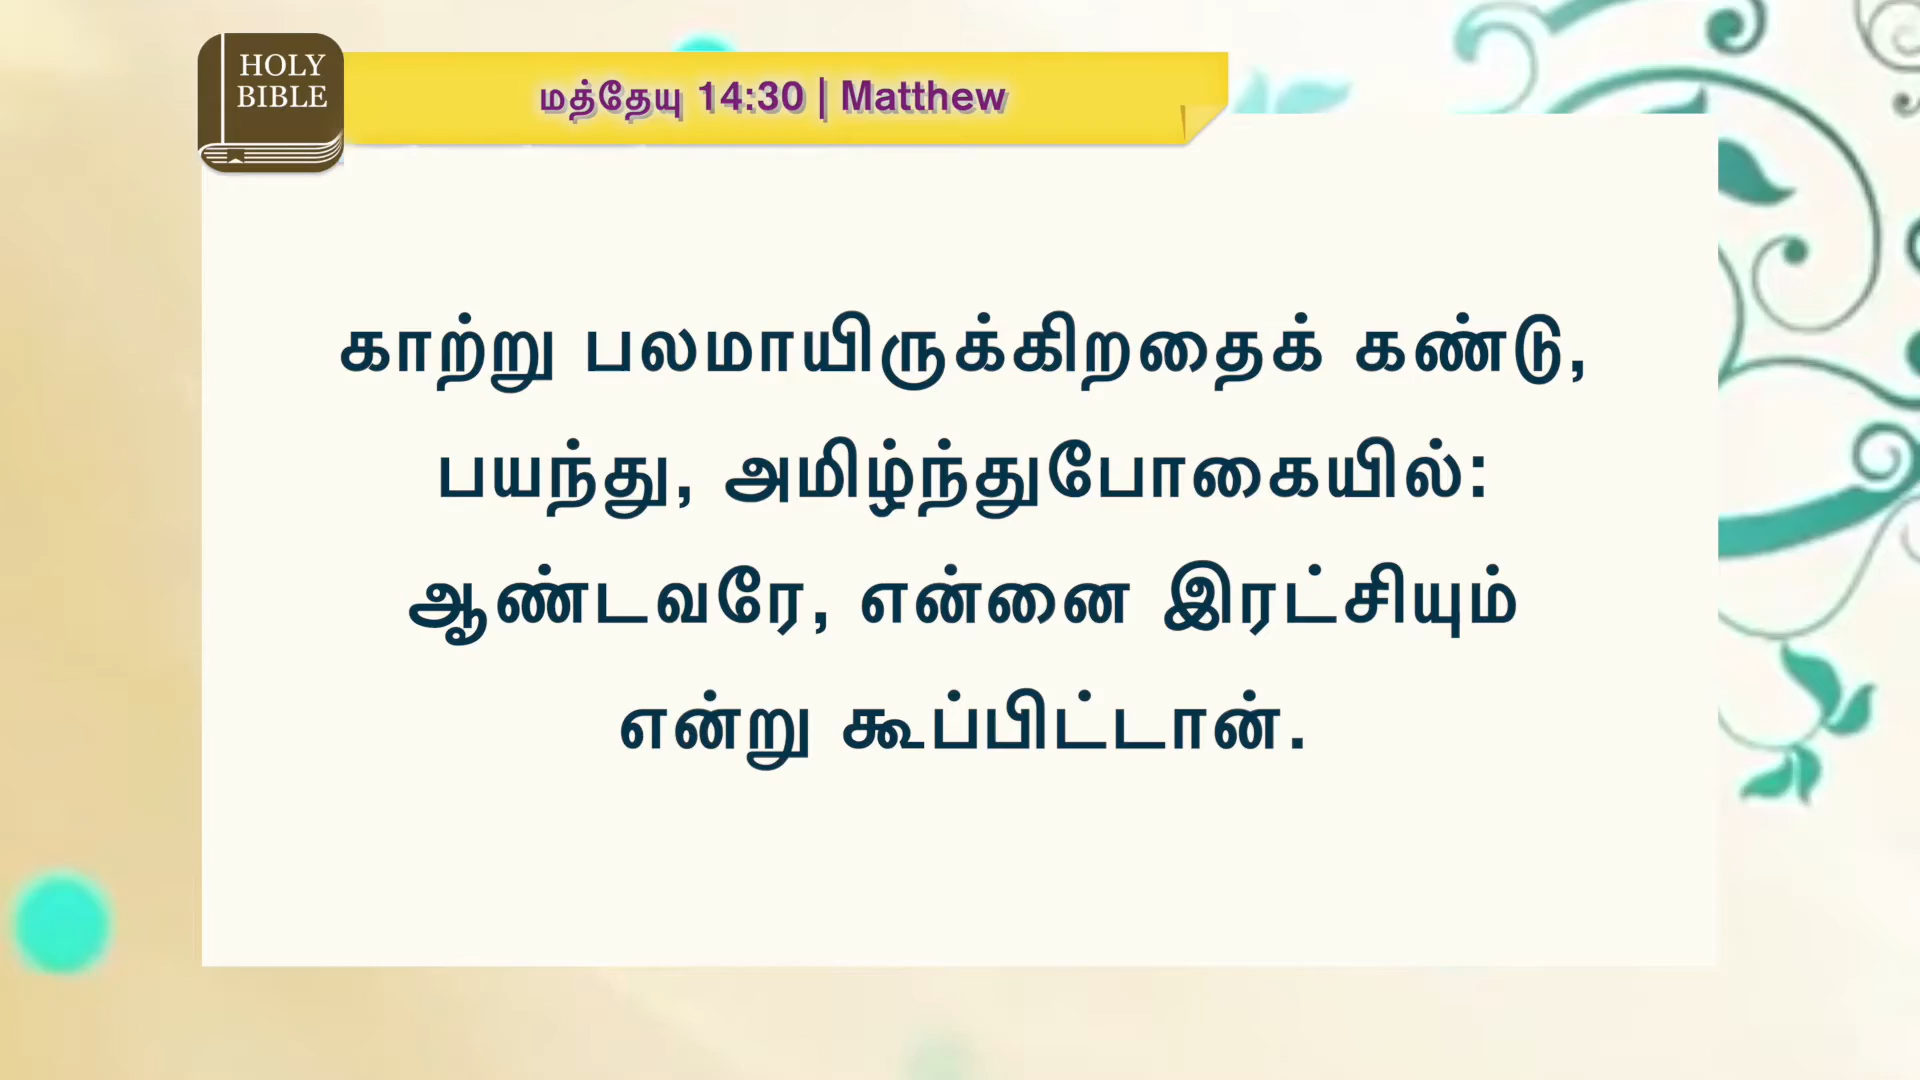 HOLY
BIBLE
மத்தேயு 14:30 | Matthew
காற்று பலமாயிருக்கிறதைக் கண்டு,
பயந்து, அமிழ்ந்துபோகையில்:
ஆண்டவரே, என்னை இரட்சியும்
என்று கூப்பிட்டான்.